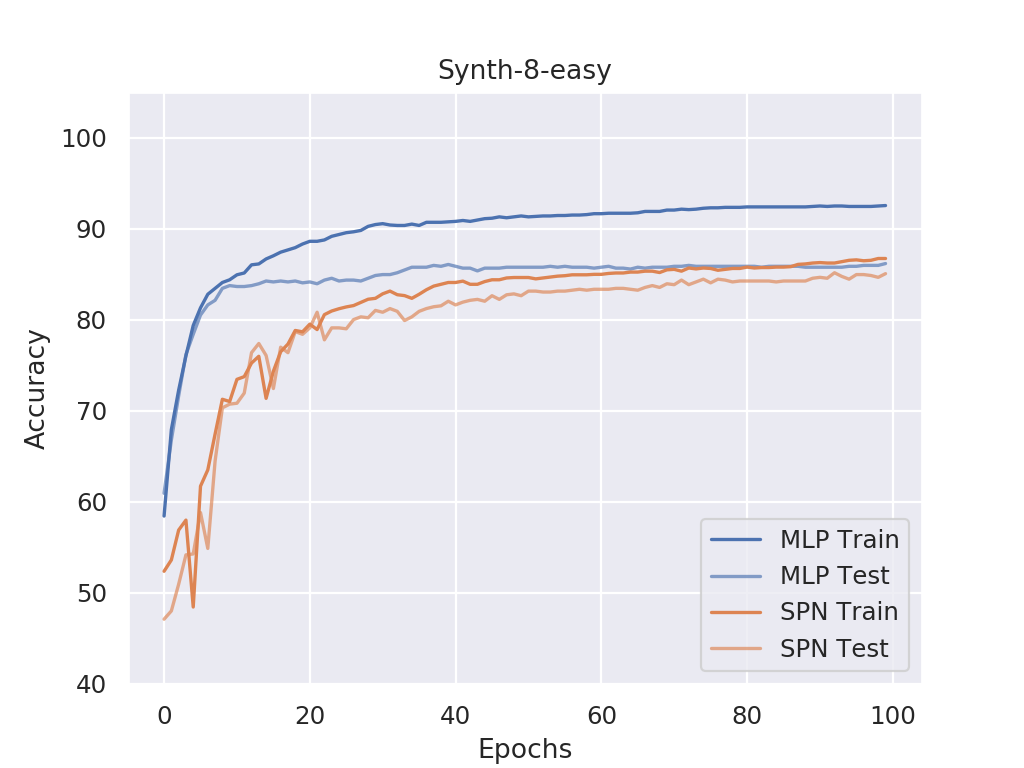 Synth-8-easy
Accuracy
100
90
80
70
60
50
40
0 20 40 60 80 100
Epochs
MLP Train
MLP Test
SPN Train
SPN Test